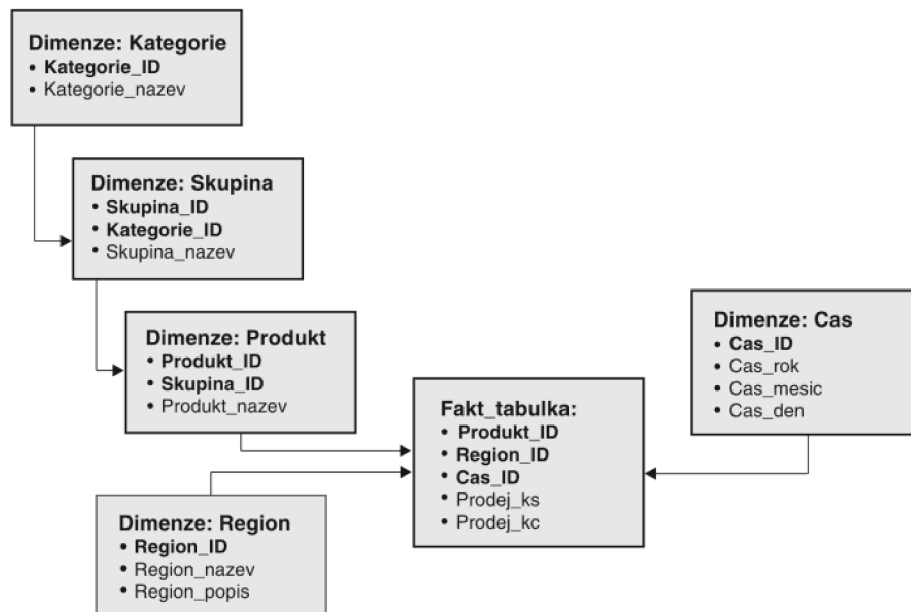 Dimenze: Kategorie
• Kategorie_ID
• Kategorie_nazev
Dimenze: Skupina
• Skupina_ID
• Kategorie_ID
• Skupina_nazev
Dimenze: Produkt
• Produkt_ID
• Skupina_ID
• Produkt_nazev
Dimenze: Cas
• Cas_ID
• Cas_rok
• Cas_mesic
• Cas_den
Fakt_tabulka:
• Produkt_ID
• Region_ID
• Cas_ID
• Prodej_ks
• Prodej_kc
Dimenze: Region
• Region_ID
• Region_nazev
• Region_popis